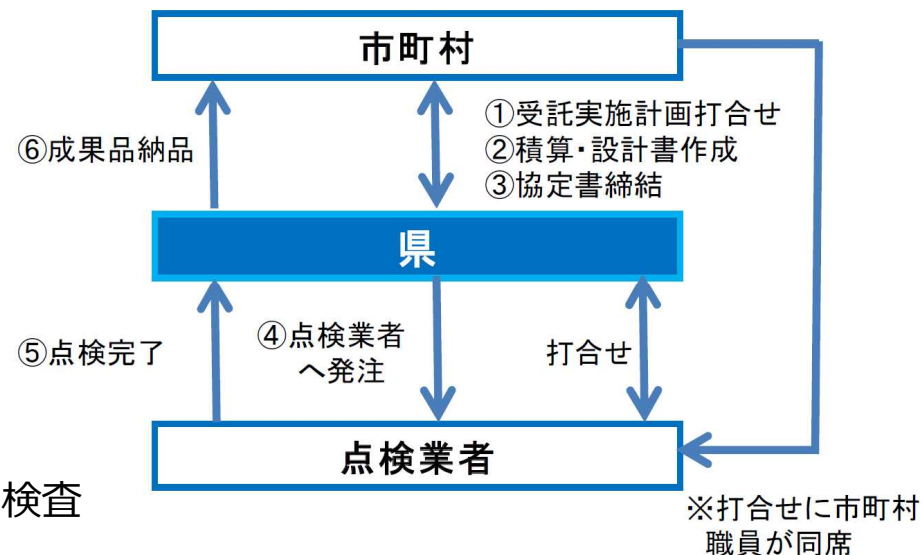 市町村
①受託実施計画打合せ
②積算・設計書作成
③協定書締結
⑥成果品納品
県
④点検業者
へ発注
打合せ
⑤点検完了
点検業者
検査
※打合せに市町村
職員が同席